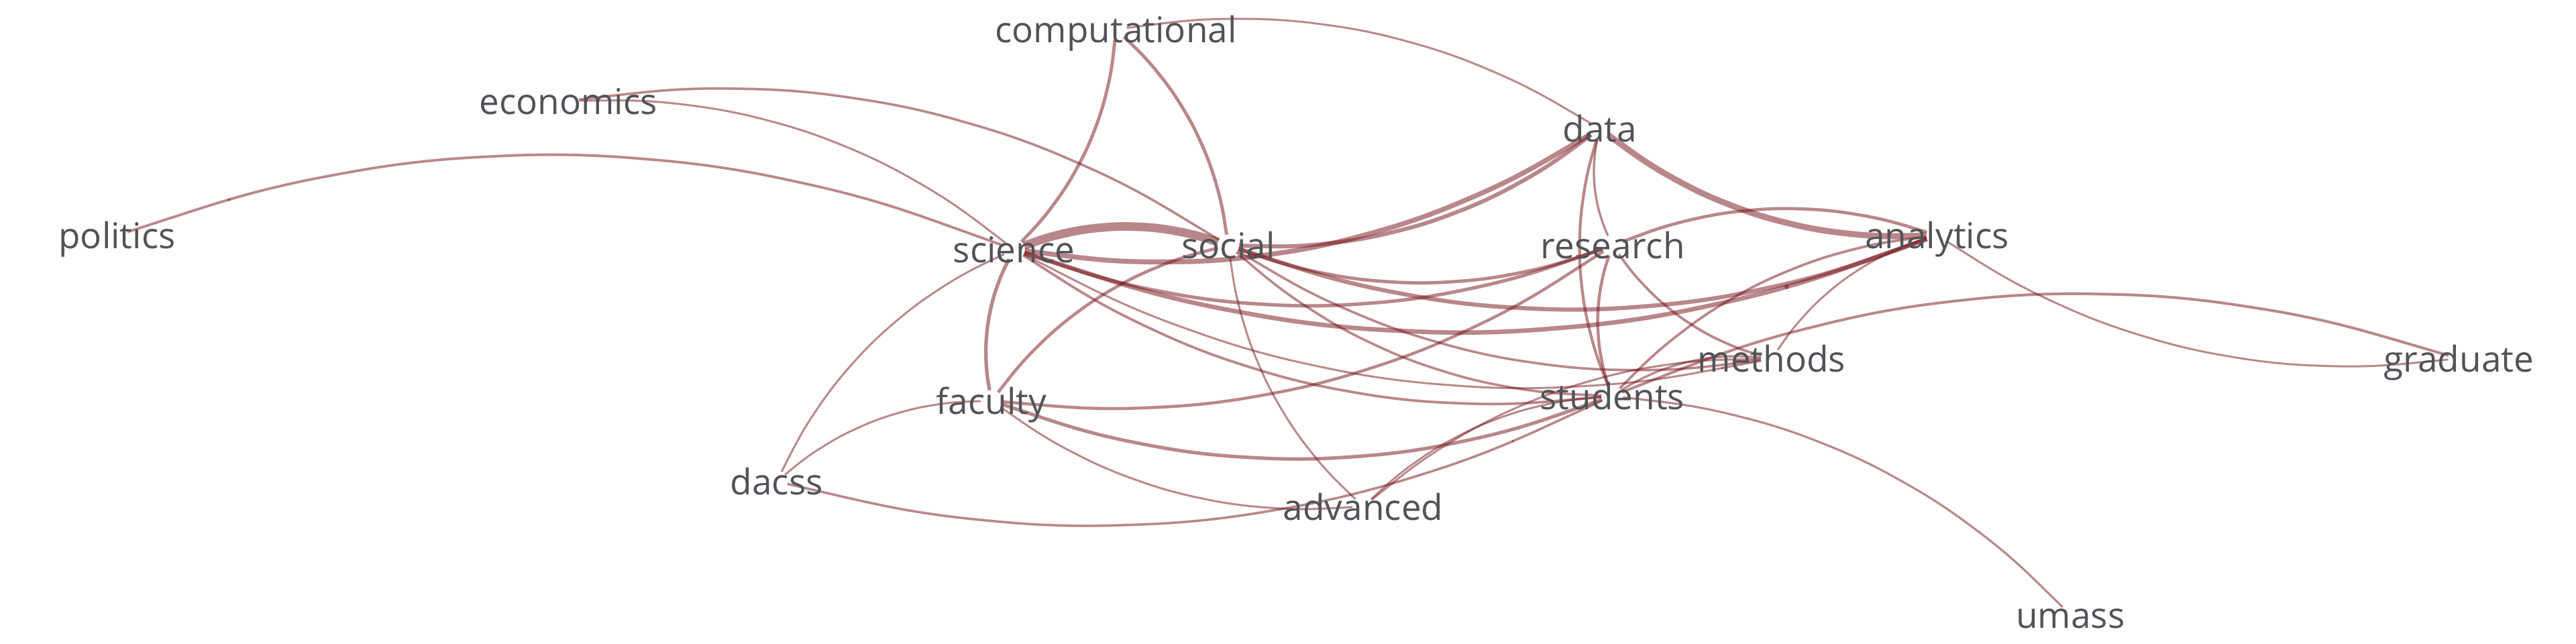 computational
economics
data
politics
science
social
research
analytics
methods
graduate
faculty
students
dacss
advanced
umass